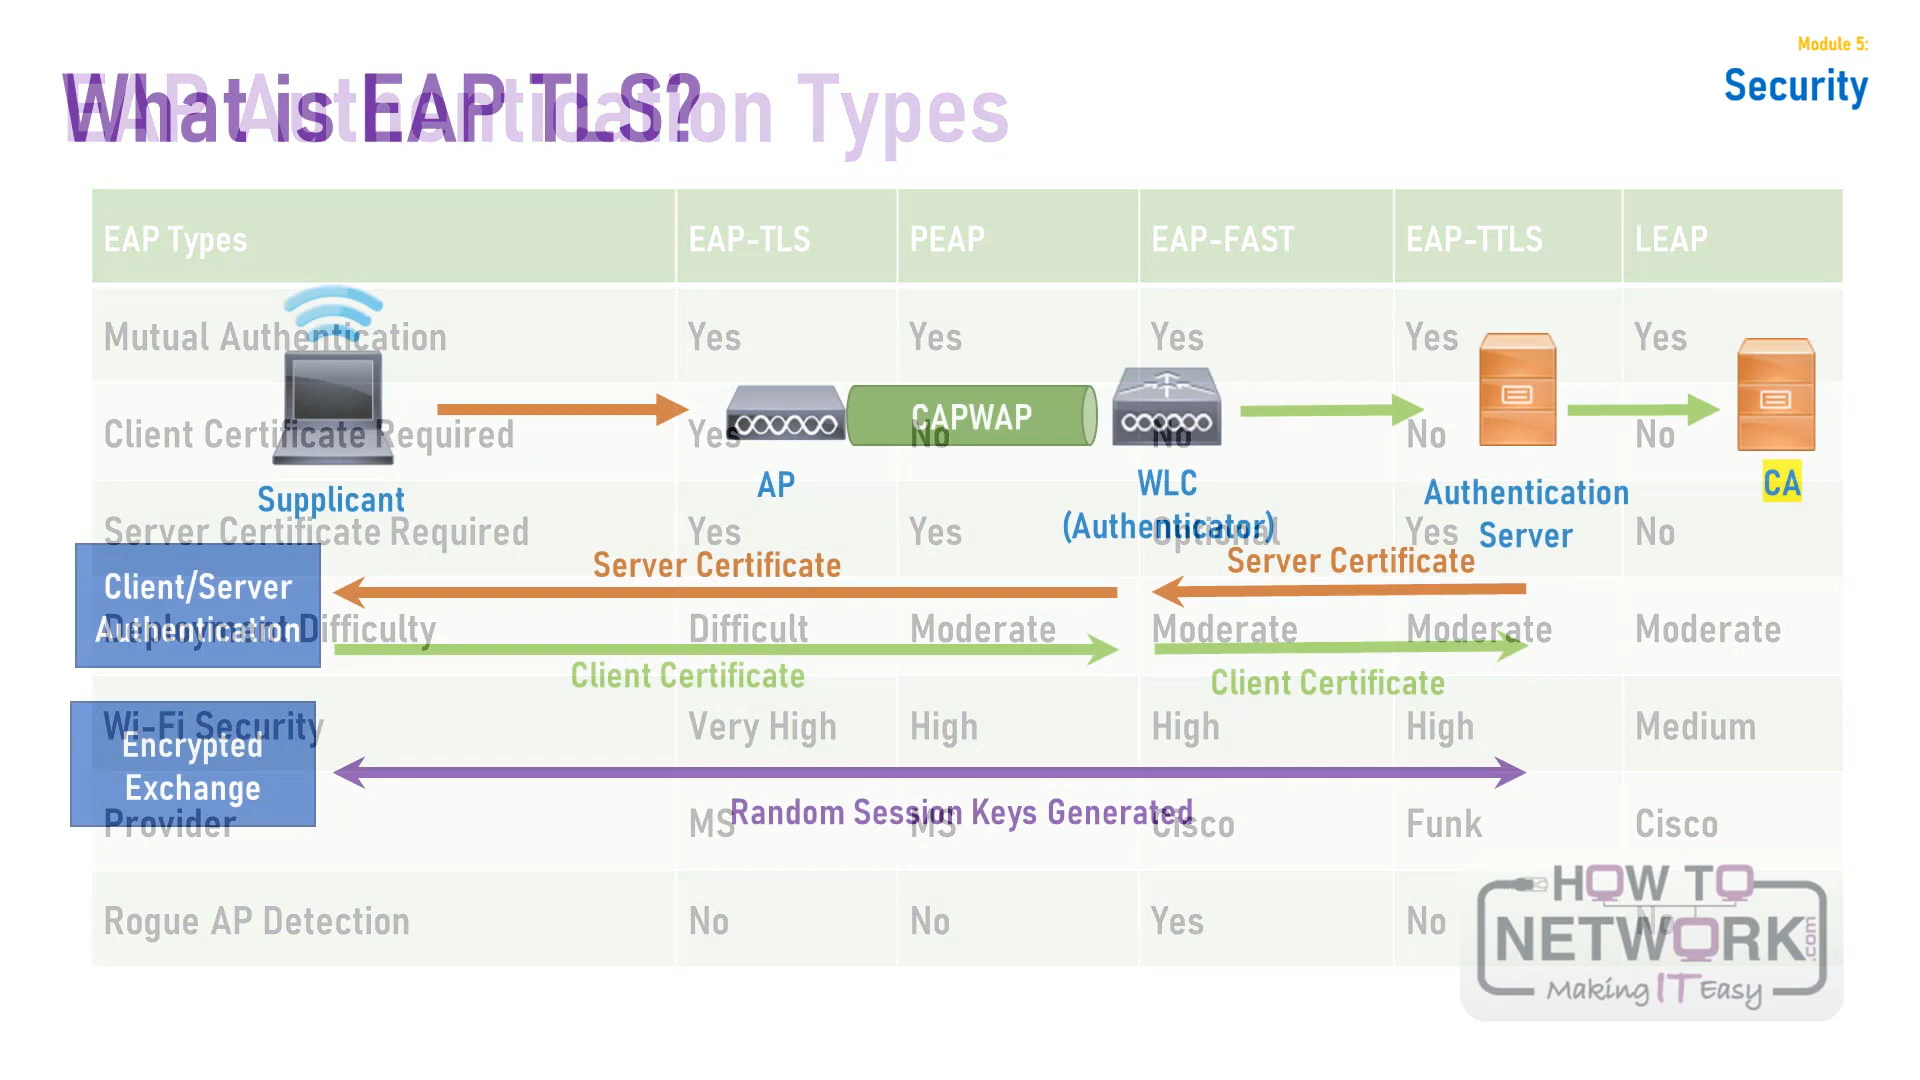 Module 5:
Security
What is EAP TLS?
EAP Authentication Types
EAP Types EAP-TLS PEAP EAP-FAST EAP-TTLS LEAP
Mutual Authentication Yes Yes Yes Yes Yes
Client Certificate Required Yes No No No No
Server Certificate Required Yes Yes Optional Yes No
Deployment Difficulty Difficult Moderate Moderate Moderate Moderate
Wi-Fi Security Very High High High High Medium
Provider MS MS Cisco Funk Cisco
Rogue AP Detection No No Yes No No
CAPWAP
Supplicant
AP
WLC
(Authenticator)
Authentication
Server
CA
Client/Server
Authentication
Server Certificate
Server Certificate
Client Certificate
Client Certificate
Encrypted
Exchange
Random Session Keys Generated
HOW TO
NETWORK.com
Making IT Easy